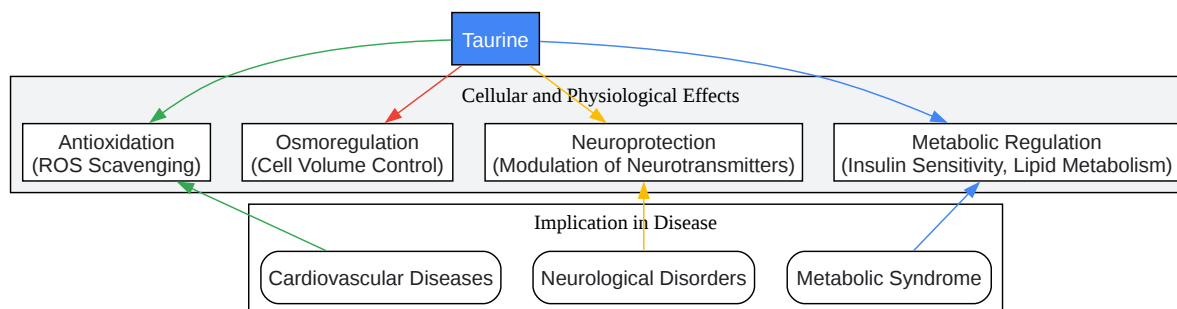 Taurine
Cellular and Physiological Effects
Antioxidation
(ROS Scavenging)
Osmoregulation
(Cell Volume Control)
Neuroprotection
(Modulation of Neurotransmitters)
Metabolic Regulation
(Insulin Sensitivity, Lipid Metabolism)
Implication in Disease
Cardiovascular Diseases
Neurological Disorders
Metabolic Syndrome